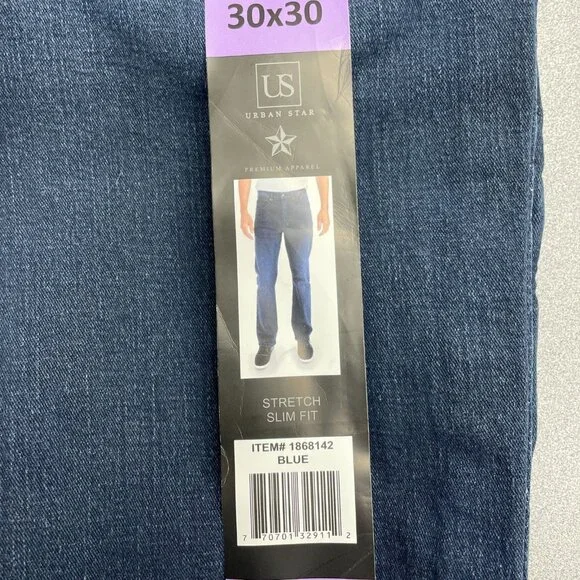 30x30
US
URBAN STAR
PREMIUM APPAREL
STRETCH
SLIM FIT
ITEM# 1868142
BLUE
7 70701 32911 2